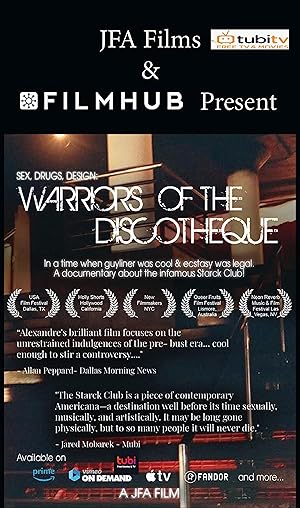 JFA Films
tubitv
FREE TV & MOVIES
&
FILMHUB Present
SEX, DRUGS, DESIGN:
WARRIORS OF THE
DISCOTHEQUE
In a time when guyliner was cool & ecstasy was legal.
A documentary about the infamous Starck Club!
USA
Film Festival
Dallas, TX
Holly Shorts
Hollywood
California
New
Filmmakers
NYC
Queer Fruits
Film Festival
Lismore,
Australia
Neon Reverb
Music & Film
Festival Las
Vegas, NV
"Alexandre's brilliant film focuses on the
unrestrained indulgences of the pre- bust era... cool
enough to stir a controversy...."
- Allan Peppard- Dallas Morning News
"The Starck Club is a piece of contemporary
Americana—a destination well before its time sexually,
musically, and artistically. It may be long gone
physically, but to so many people it will never die."
- Jared Mobarek - Mubi
Available on
prime
vimeo
ON DEMAND
tubi
tv
FANDOR
and more...
A JFA FILM